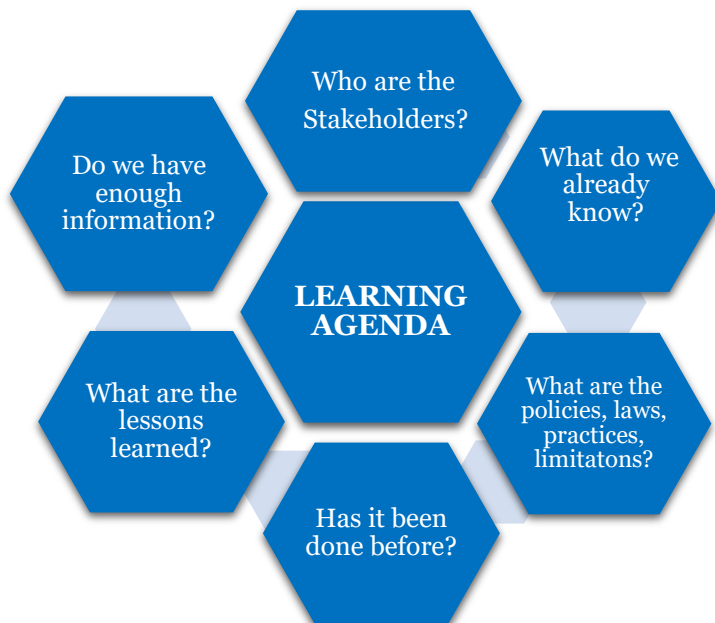 Who are the
Stakeholders?
What do we
already
know?
What are the
policies, laws,
practices,
limitatons?
Has it been
done before?
What are the
lessons
learned?
Do we have
enough
information?
LEARNING
AGENDA